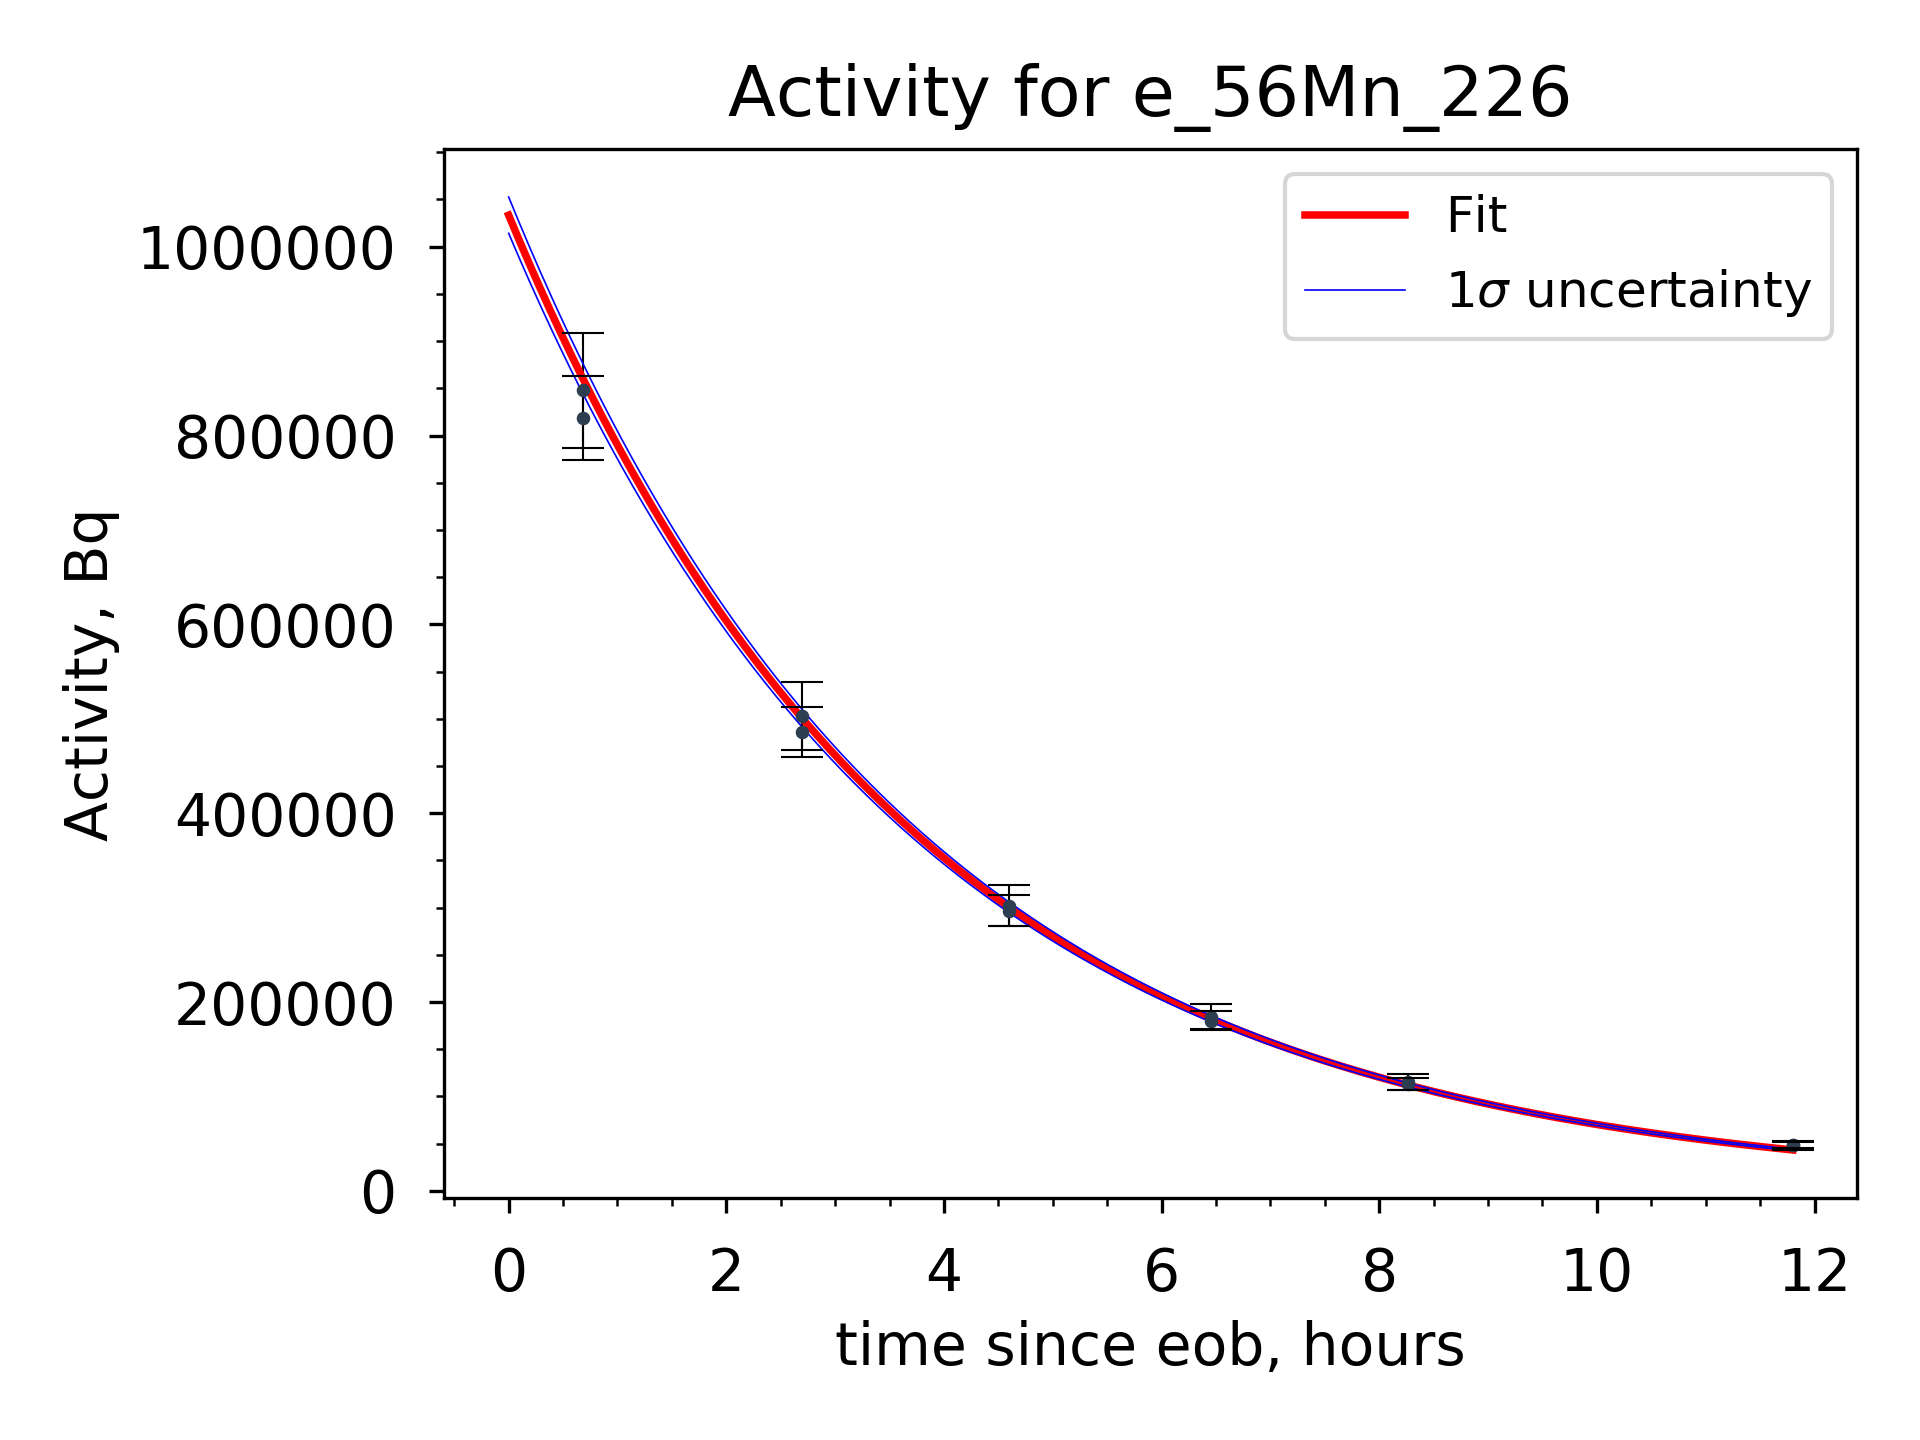 Activity for e_56Mn_226
Fit
1σ uncertainty
1000000
800000
600000
400000
200000
0
Activity, Bq
0 2 4 6 8 10 12
time since eob, hours